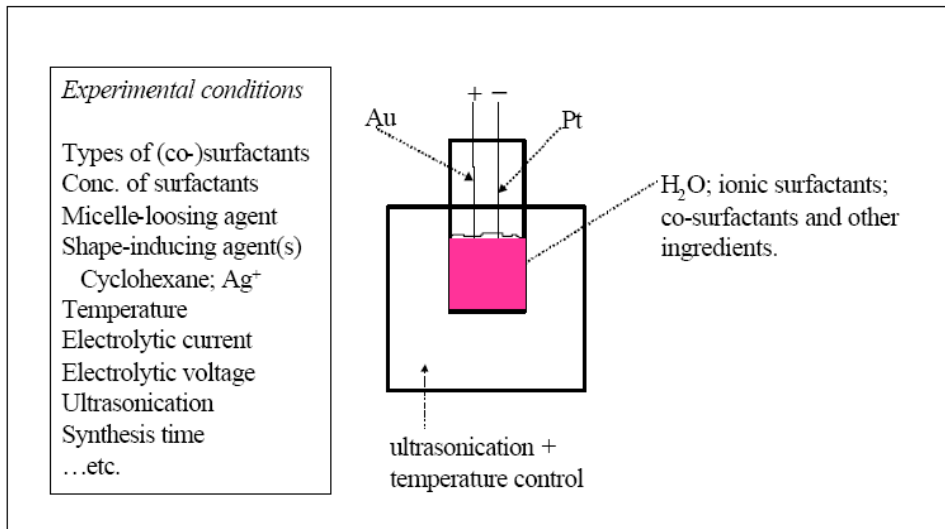 Experimental conditions
Types of (co-)surfactants
Conc. of surfactants
Micelle-loosing agent
Shape-inducing agent(s)
Cyclohexane; Ag⁺
Temperature
Electrolytic current
Electrolytic voltage
Ultrasonication
Synthesis time
…etc.
+ −
Au
Pt
H₂O; ionic surfactants;
co-surfactants and other
ingredients.
ultrasonication +
temperature control